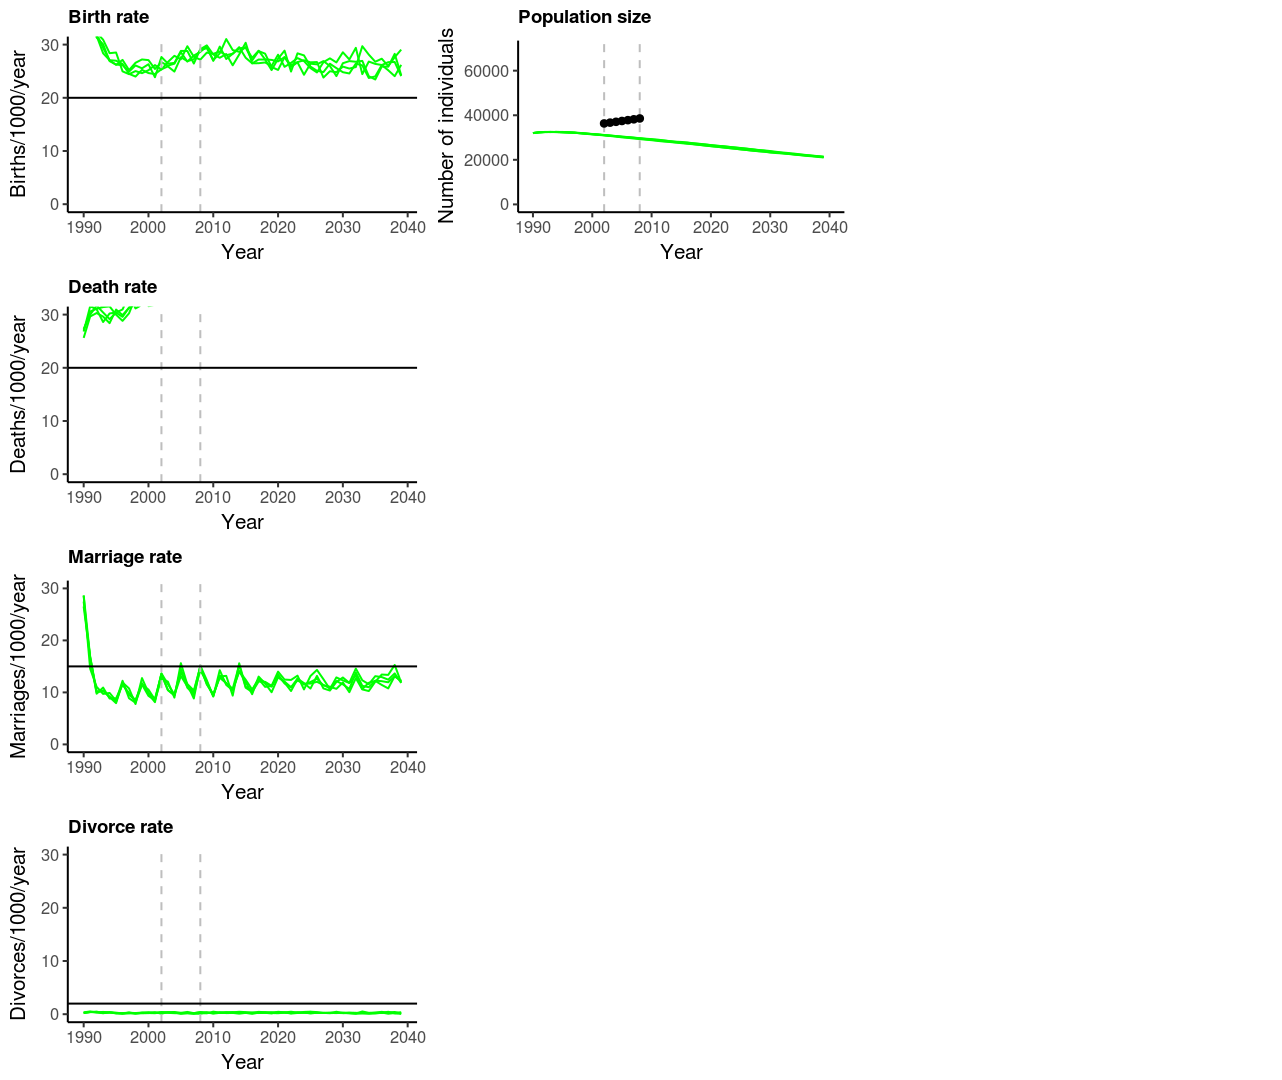 Birth rate
Births/1000/year
30
20
10
0
1990 2000 2010 2020 2030 2040
Year
Population size
Number of individuals
60000
40000
20000
0
1990 2000 2010 2020 2030 2040
Year
Death rate
Deaths/1000/year
30
20
10
0
1990 2000 2010 2020 2030 2040
Year
Marriage rate
Marriages/1000/year
30
20
10
0
1990 2000 2010 2020 2030 2040
Year
Divorce rate
Divorces/1000/year
30
20
10
0
1990 2000 2010 2020 2030 2040
Year